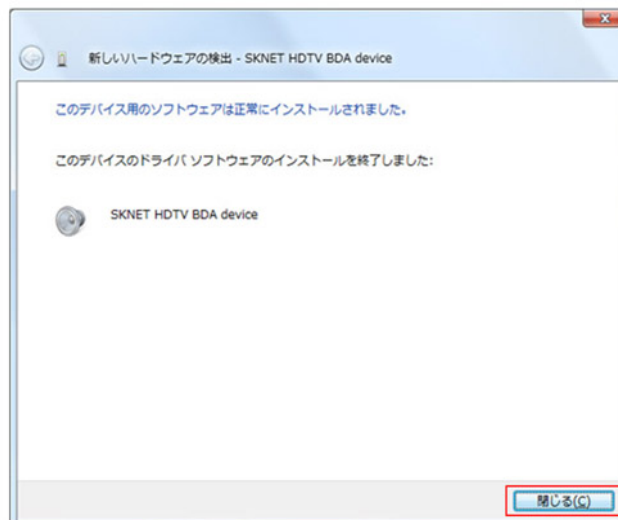 新しいハードウェアの検出 - SKNET HDTV BDA device
このデバイス用のソフトウェアは正常にインストールされました。
このデバイスのドライバ ソフトウェアのインストールを終了しました:
SKNET HDTV BDA device
閉じる(C)